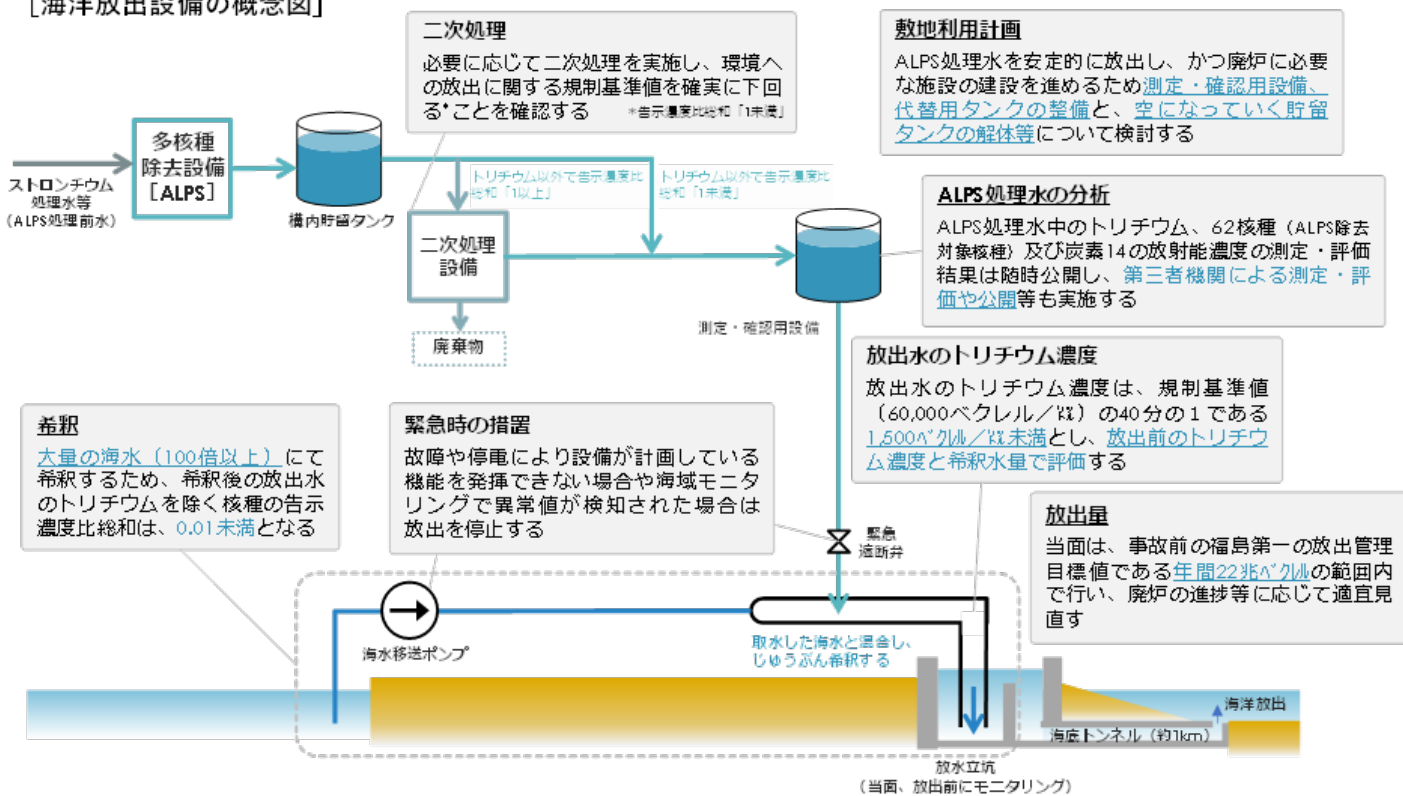 ［海洋放出設備の概念図］
二次処理
必要に応じて二次処理を実施し、環境へ
の放出に関する規制基準値を確実に下回
る*ことを確認する　*告示濃度比総和「1未満」
敷地利用計画
ALPS処理水を安定的に放出し、かつ廃炉に必要
な施設の建設を進めるため測定・確認用設備、
代替用タンクの整備と、空になっていく貯留
タンクの解体等について検討する
ストロンチウム
処理水等
（ALPS処理前水）
多核種
除去設備
［ALPS］
構内貯留タンク
トリチウム以外で告示濃度比
総和「1以上」
トリチウム以外で告示濃度比
総和「1未満」
二次処理
設備
廃棄物
測定・確認用設備
ALPS処理水の分析
ALPS処理水中のトリチウム、62核種（ALPS除去
対象核種）及び炭素14の放射能濃度の測定・評価
結果は随時公開し、第三者機関による測定・評
価や公開等も実施する
放出水のトリチウム濃度
放出水のトリチウム濃度は、規制基準値
（60,000ベクレル／㍑）の40分の１である
1,500ﾍﾞｸﾚﾙ／㍑未満とし、放出前のトリチウ
ム濃度と希釈水量で評価する
希釈
大量の海水（100倍以上）にて
希釈するため、希釈後の放出水
のトリチウムを除く核種の告示
濃度比総和は、0.01未満となる
緊急時の措置
故障や停電により設備が計画している
機能を発揮できない場合や海域モニタ
リングで異常値が検知された場合は
放出を停止する
緊急
遮断弁
放出量
当面は、事故前の福島第一の放出管理
目標値である年間22兆ﾍﾞｸﾚﾙの範囲内
で行い、廃炉の進捗等に応じて適宜見
直す
海水移送ポンプ
取水した海水と混合し、
じゅうぶん希釈する
海洋放出
海底トンネル（約1km）
放水立坑
（当面、放出前にモニタリング）